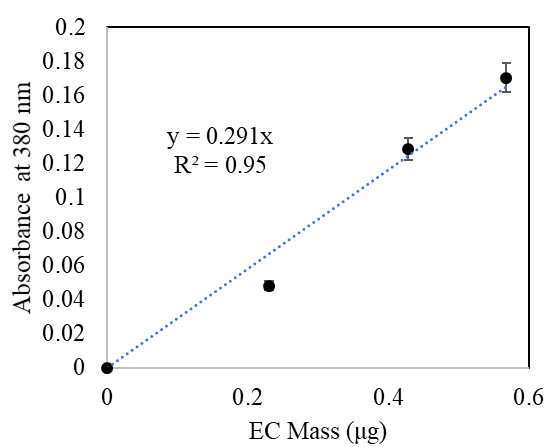 0.2
0.18
0.16
0.14
0.12
0.1
0.08
0.06
0.04
0.02
0
Absorbance at 380 nm
y = 0.291x
R² = 0.95
0 0.2 0.4 0.6
EC Mass (μg)